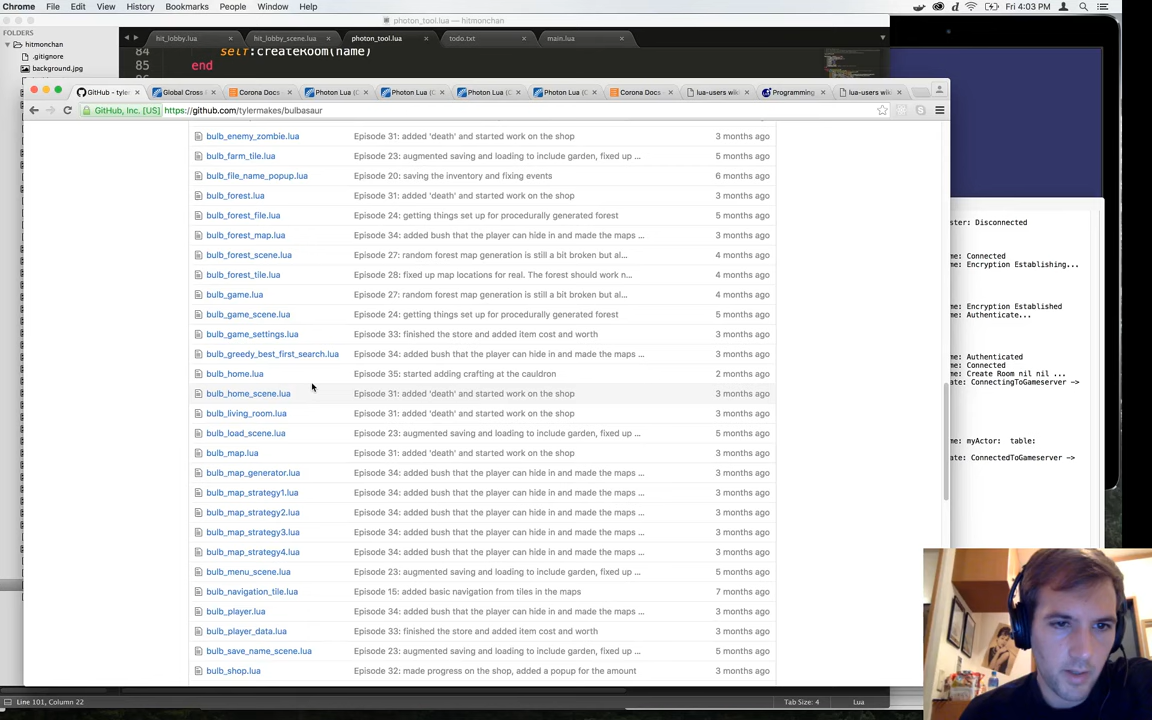 Chrome File Edit View History Bookmarks People Window Help Fri 4:03 PM
photon_tool.lua — hitmonchan
FOLDERS
hitmonchan
.gitignore
background.jpg
hit_lobby.lua hit_lobby_scene.lua photon_tool.lua todo.txt main.lua
84 self:createRoom(name)
85 end
86
GitHub - tyle Global Cross Corona Docs Photon Lua (C Photon Lua (C Photon Lua (C Photon Lua (C Corona Docs lua-users wiki Programming lua-users wiki
GitHub, Inc. [US] https://github.com/tylermakes/bulbasaur
bulb_enemy_zombie.lua Episode 31: added 'death' and started work on the shop 3 months ago
bulb_farm_tile.lua Episode 23: augmented saving and loading to include garden, fixed up ... 5 months ago
bulb_file_name_popup.lua Episode 20: saving the inventory and fixing events 6 months ago
bulb_forest.lua Episode 31: added 'death' and started work on the shop 3 months ago
bulb_forest_file.lua Episode 24: getting things set up for procedurally generated forest 5 months ago
bulb_forest_map.lua Episode 34: added bush that the player can hide in and made the maps ... 3 months ago
bulb_forest_scene.lua Episode 27: random forest map generation is still a bit broken but al... 4 months ago
bulb_forest_tile.lua Episode 28: fixed up map locations for real. The forest should work n... 4 months ago
bulb_game.lua Episode 27: random forest map generation is still a bit broken but al... 4 months ago
bulb_game_scene.lua Episode 24: getting things set up for procedurally generated forest 5 months ago
bulb_game_settings.lua Episode 33: finished the store and added item cost and worth 3 months ago
bulb_greedy_best_first_search.lua Episode 34: added bush that the player can hide in and made the maps ... 3 months ago
bulb_home.lua Episode 35: started adding crafting at the cauldron 2 months ago
bulb_home_scene.lua Episode 31: added 'death' and started work on the shop 3 months ago
bulb_living_room.lua Episode 31: added 'death' and started work on the shop 3 months ago
bulb_load_scene.lua Episode 23: augmented saving and loading to include garden, fixed up ... 5 months ago
bulb_map.lua Episode 31: added 'death' and started work on the shop 3 months ago
bulb_map_generator.lua Episode 34: added bush that the player can hide in and made the maps ... 3 months ago
bulb_map_strategy1.lua Episode 34: added bush that the player can hide in and made the maps ... 3 months ago
bulb_map_strategy2.lua Episode 34: added bush that the player can hide in and made the maps ... 3 months ago
bulb_map_strategy3.lua Episode 34: added bush that the player can hide in and made the maps ... 3 months ago
bulb_map_strategy4.lua Episode 34: added bush that the player can hide in and made the maps ... 3 months ago
bulb_menu_scene.lua Episode 23: augmented saving and loading to include garden, fixed up ... 5 months ago
bulb_navigation_tile.lua Episode 15: added basic navigation from tiles in the maps 7 months ago
bulb_player.lua Episode 34: added bush that the player can hide in and made the maps ... 3 months ago
bulb_player_data.lua Episode 33: finished the store and added item cost and worth 3 months ago
bulb_save_name_scene.lua Episode 23: augmented saving and loading to include garden, fixed up ... 5 months ago
bulb_shop.lua Episode 32: made progress on the shop, added a popup for the amount 3 months ago
ster: Disconnected
me: Connected
me: Encryption Establishing...
me: Encryption Established
me: Authenticate...
me: Authenticated
me: Connected
me: Create Room nil nil ...
ate: ConnectingToGameserver ->
me: myActor: table:
ate: ConnectedToGameserver ->
Line 101, Column 22 Tab Size: 4 Lua